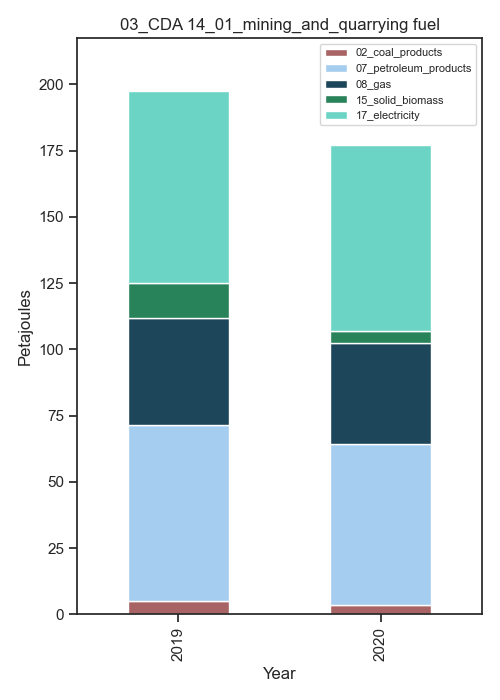 03_CDA 14_01_mining_and_quarrying fuel
02_coal_products
07_petroleum_products
08_gas
15_solid_biomass
17_electricity
200
175
150
125
100
75
50
25
0
Petajoules
2019
2020
Year